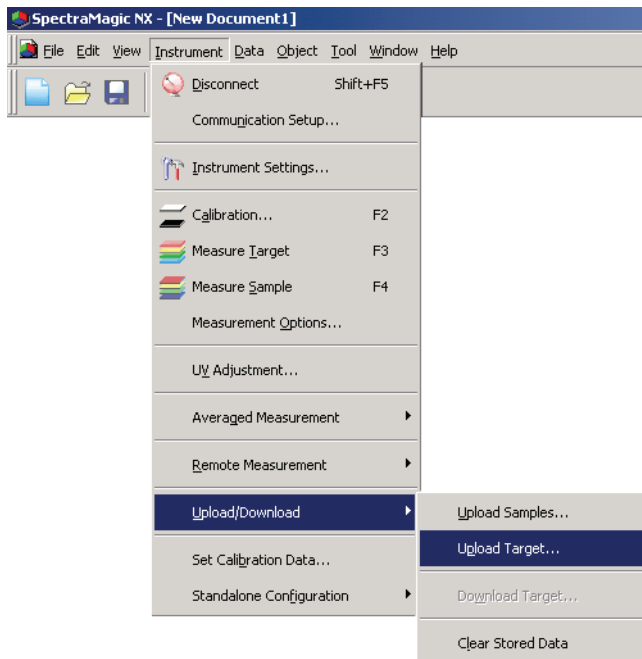 SpectraMagic NX - [New Document1]
File Edit View Instrument Data Object Tool Window Help
Disconnect Shift+F5
Communication Setup...
Instrument Settings...
Calibration... F2
Measure Target F3
Measure Sample F4
Measurement Options...
UV Adjustment...
Averaged Measurement
Remote Measurement
Upload/Download
Upload Samples...
Upload Target...
Set Calibration Data...
Standalone Configuration
Download Target...
Clear Stored Data